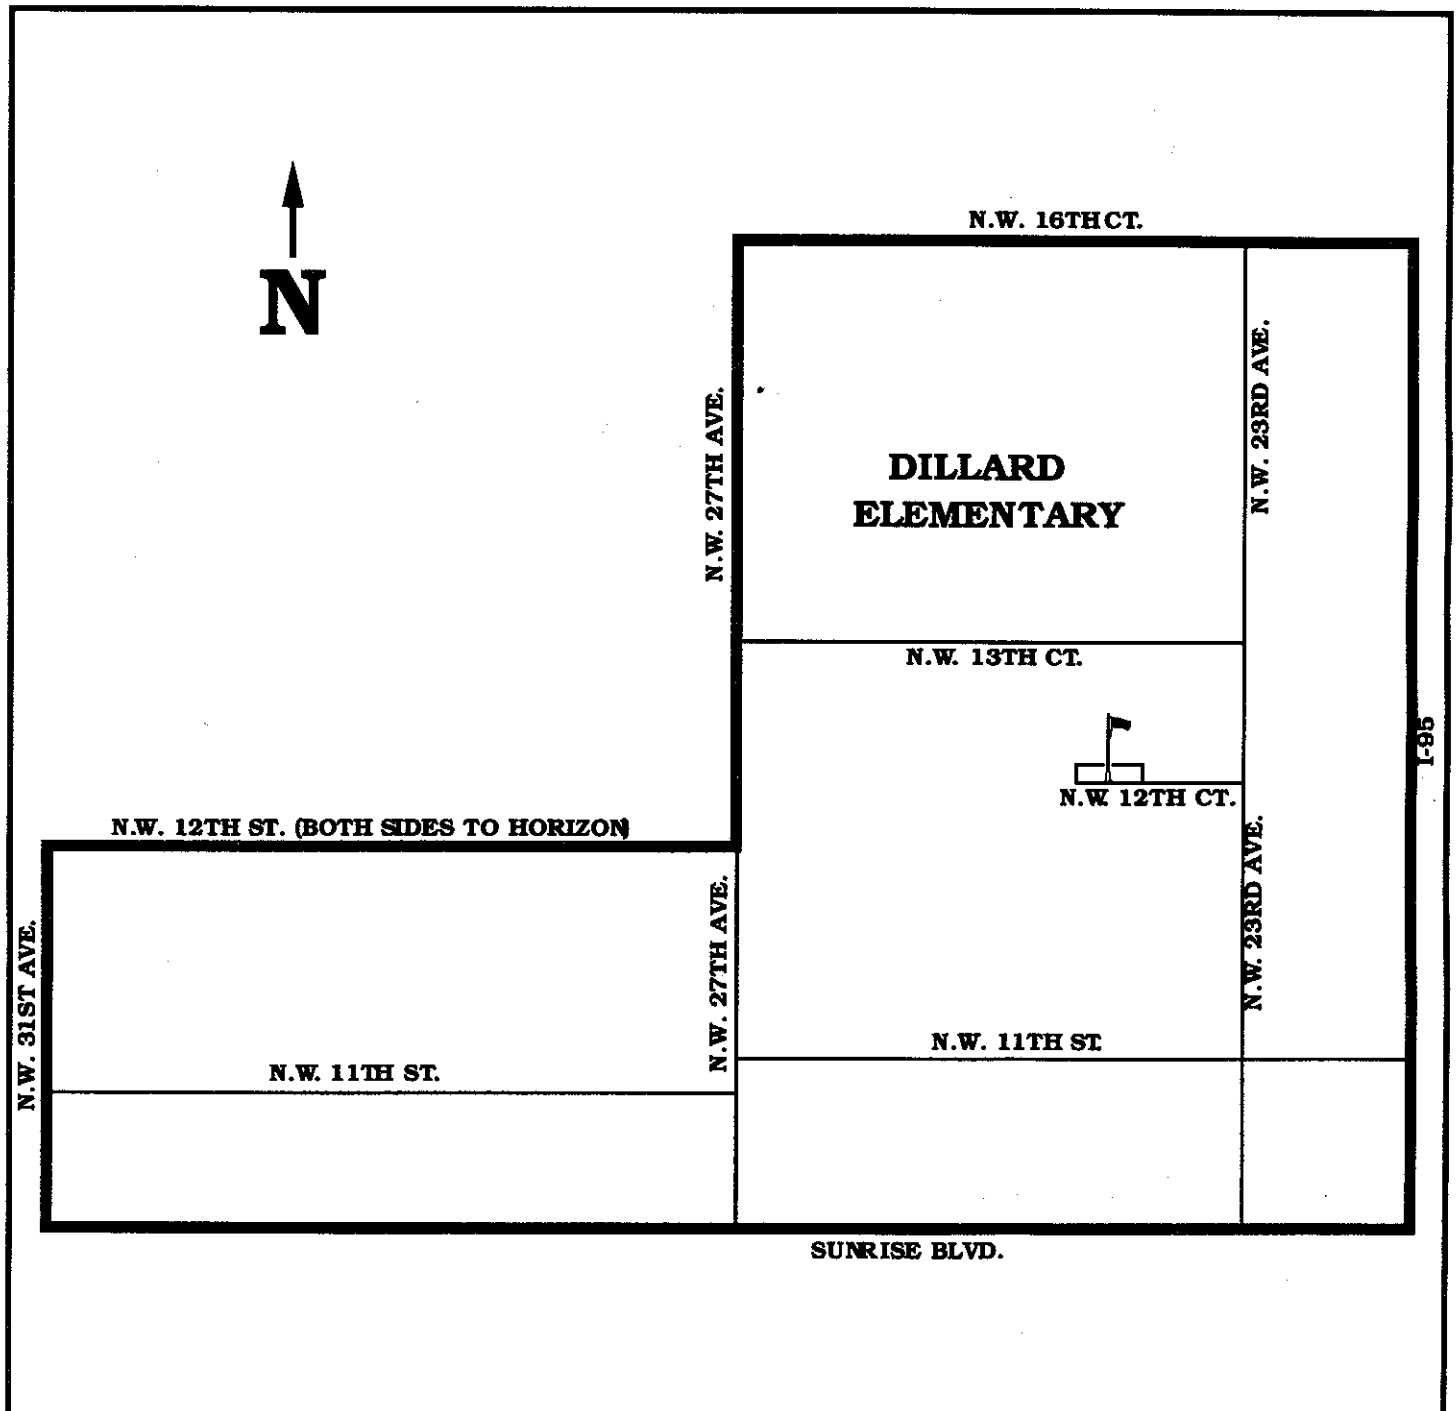 N.W. 16TH CT.
N
N.W. 23RD AVE.
N.W. 27TH AVE.
DILLARD
ELEMENTARY
N.W. 13TH CT.
I-95
N.W. 12TH CT.
N.W. 12TH ST. (BOTH SIDES TO HORIZON)
N.W. 23RD AVE.
N.W. 27TH AVE.
N.W. 31ST AVE.
N.W. 11TH ST.
N.W. 11TH ST.
SUNRISE BLVD.